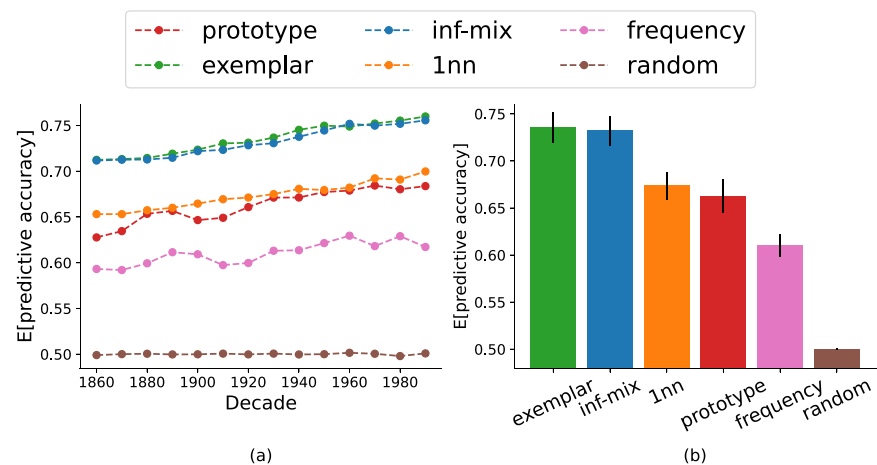 prototype inf-mix frequency
exemplar 1nn random
E[predictive accuracy]
0.75
0.70
0.65
0.60
0.55
0.50
1860 1880 1900 1920 1940 1960 1980
Decade
(a)
E[predictive accuracy]
0.75
0.70
0.65
0.60
0.55
0.50
exemplar inf-mix 1nn prototype frequency random
(b)